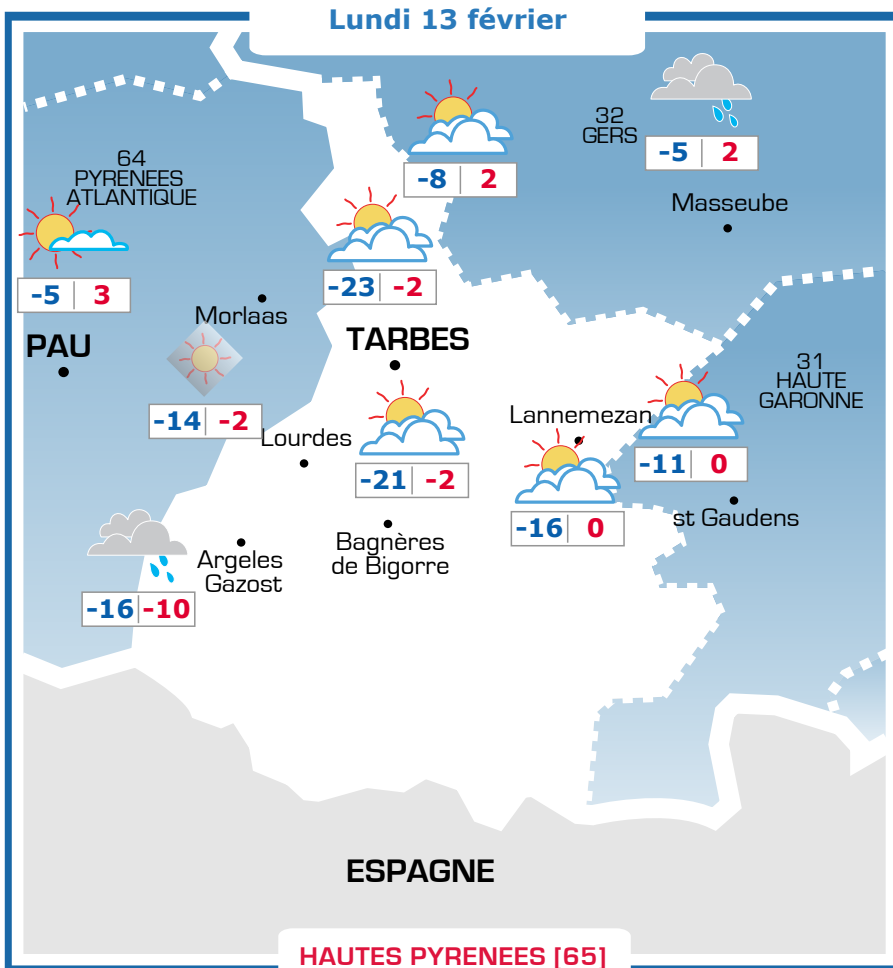 Lundi 13 février
32
GERS
-5 2
-8 2
64
PYRENEES
ATLANTIQUE
Masseube
-23 -2
-5 3
Morlaas
PAU
TARBES
31
HAUTE
GARONNE
-14 -2
Lannemezan
Lourdes
-11 0
-21 -2
-16 0
st Gaudens
Argeles
Gazost
Bagnères
de Bigorre
-16 -10
ESPAGNE
HAUTES PYRENEES [65]